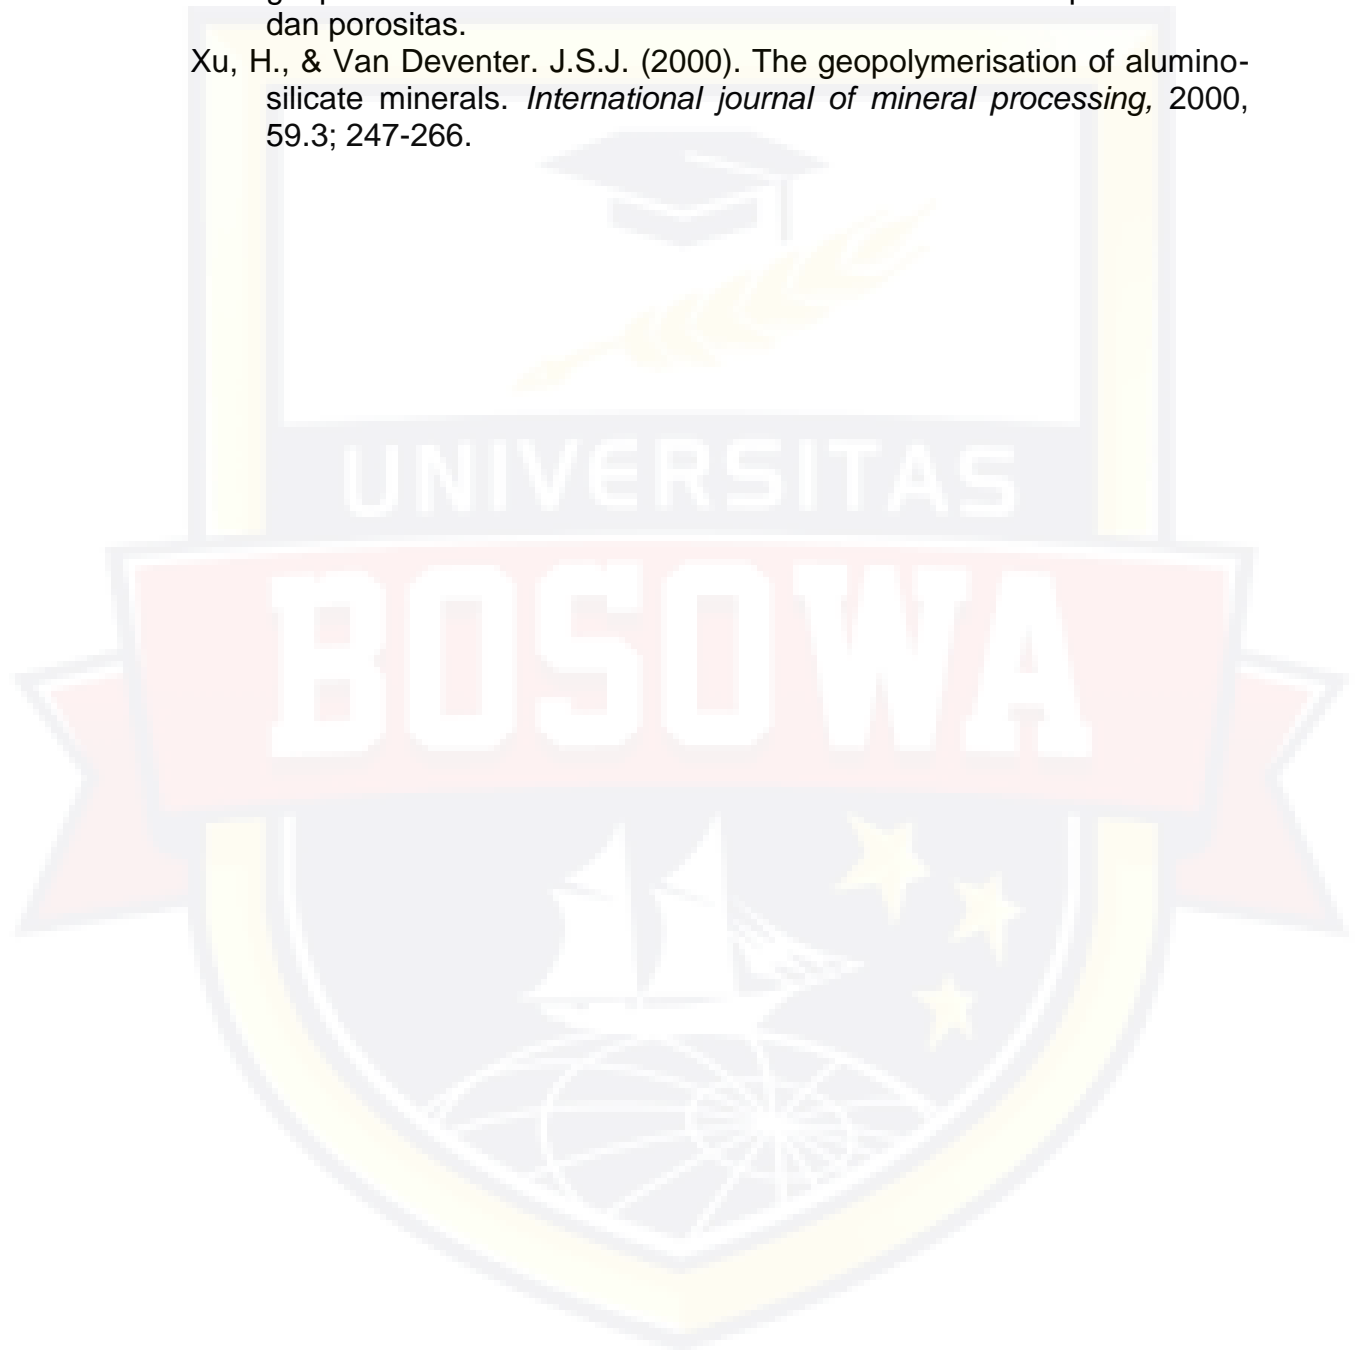 dan porositas.
Xu, H., & Van Deventer. J.S.J. (2000). The geopolymerisation of alumino-
silicate minerals. International journal of mineral processing, 2000,
59.3; 247-266.
UNIVERSITAS
BOSOWA